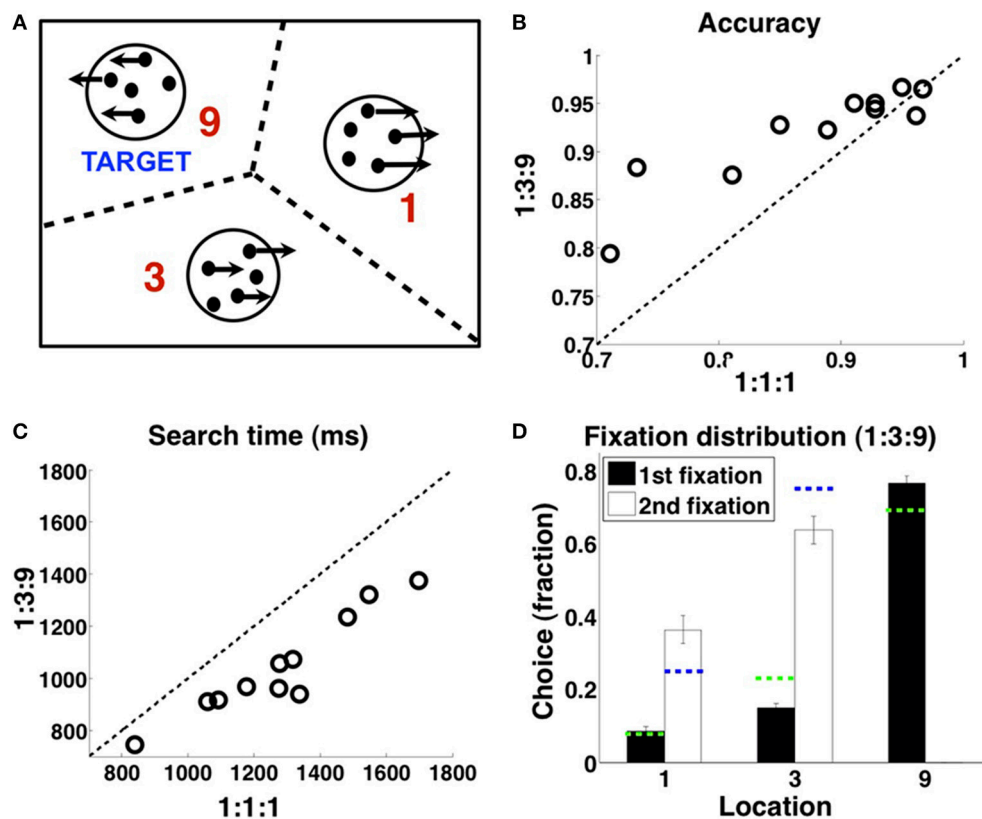 A
9
TARGET
1
3
B
Accuracy
1
0.95
0.9
0.85
0.8
0.75
0.7
1:3:9
0.7
0.9
1
1:1:1
C
Search time (ms)
1800
1600
1400
1200
1000
800
1:3:9
800 1000 1200 1400 1600 1800
1:1:1
D
Fixation distribution (1:3:9)
1st fixation
2nd fixation
0.8
0.6
0.4
0.2
0
Choice (fraction)
1 3 9
Location